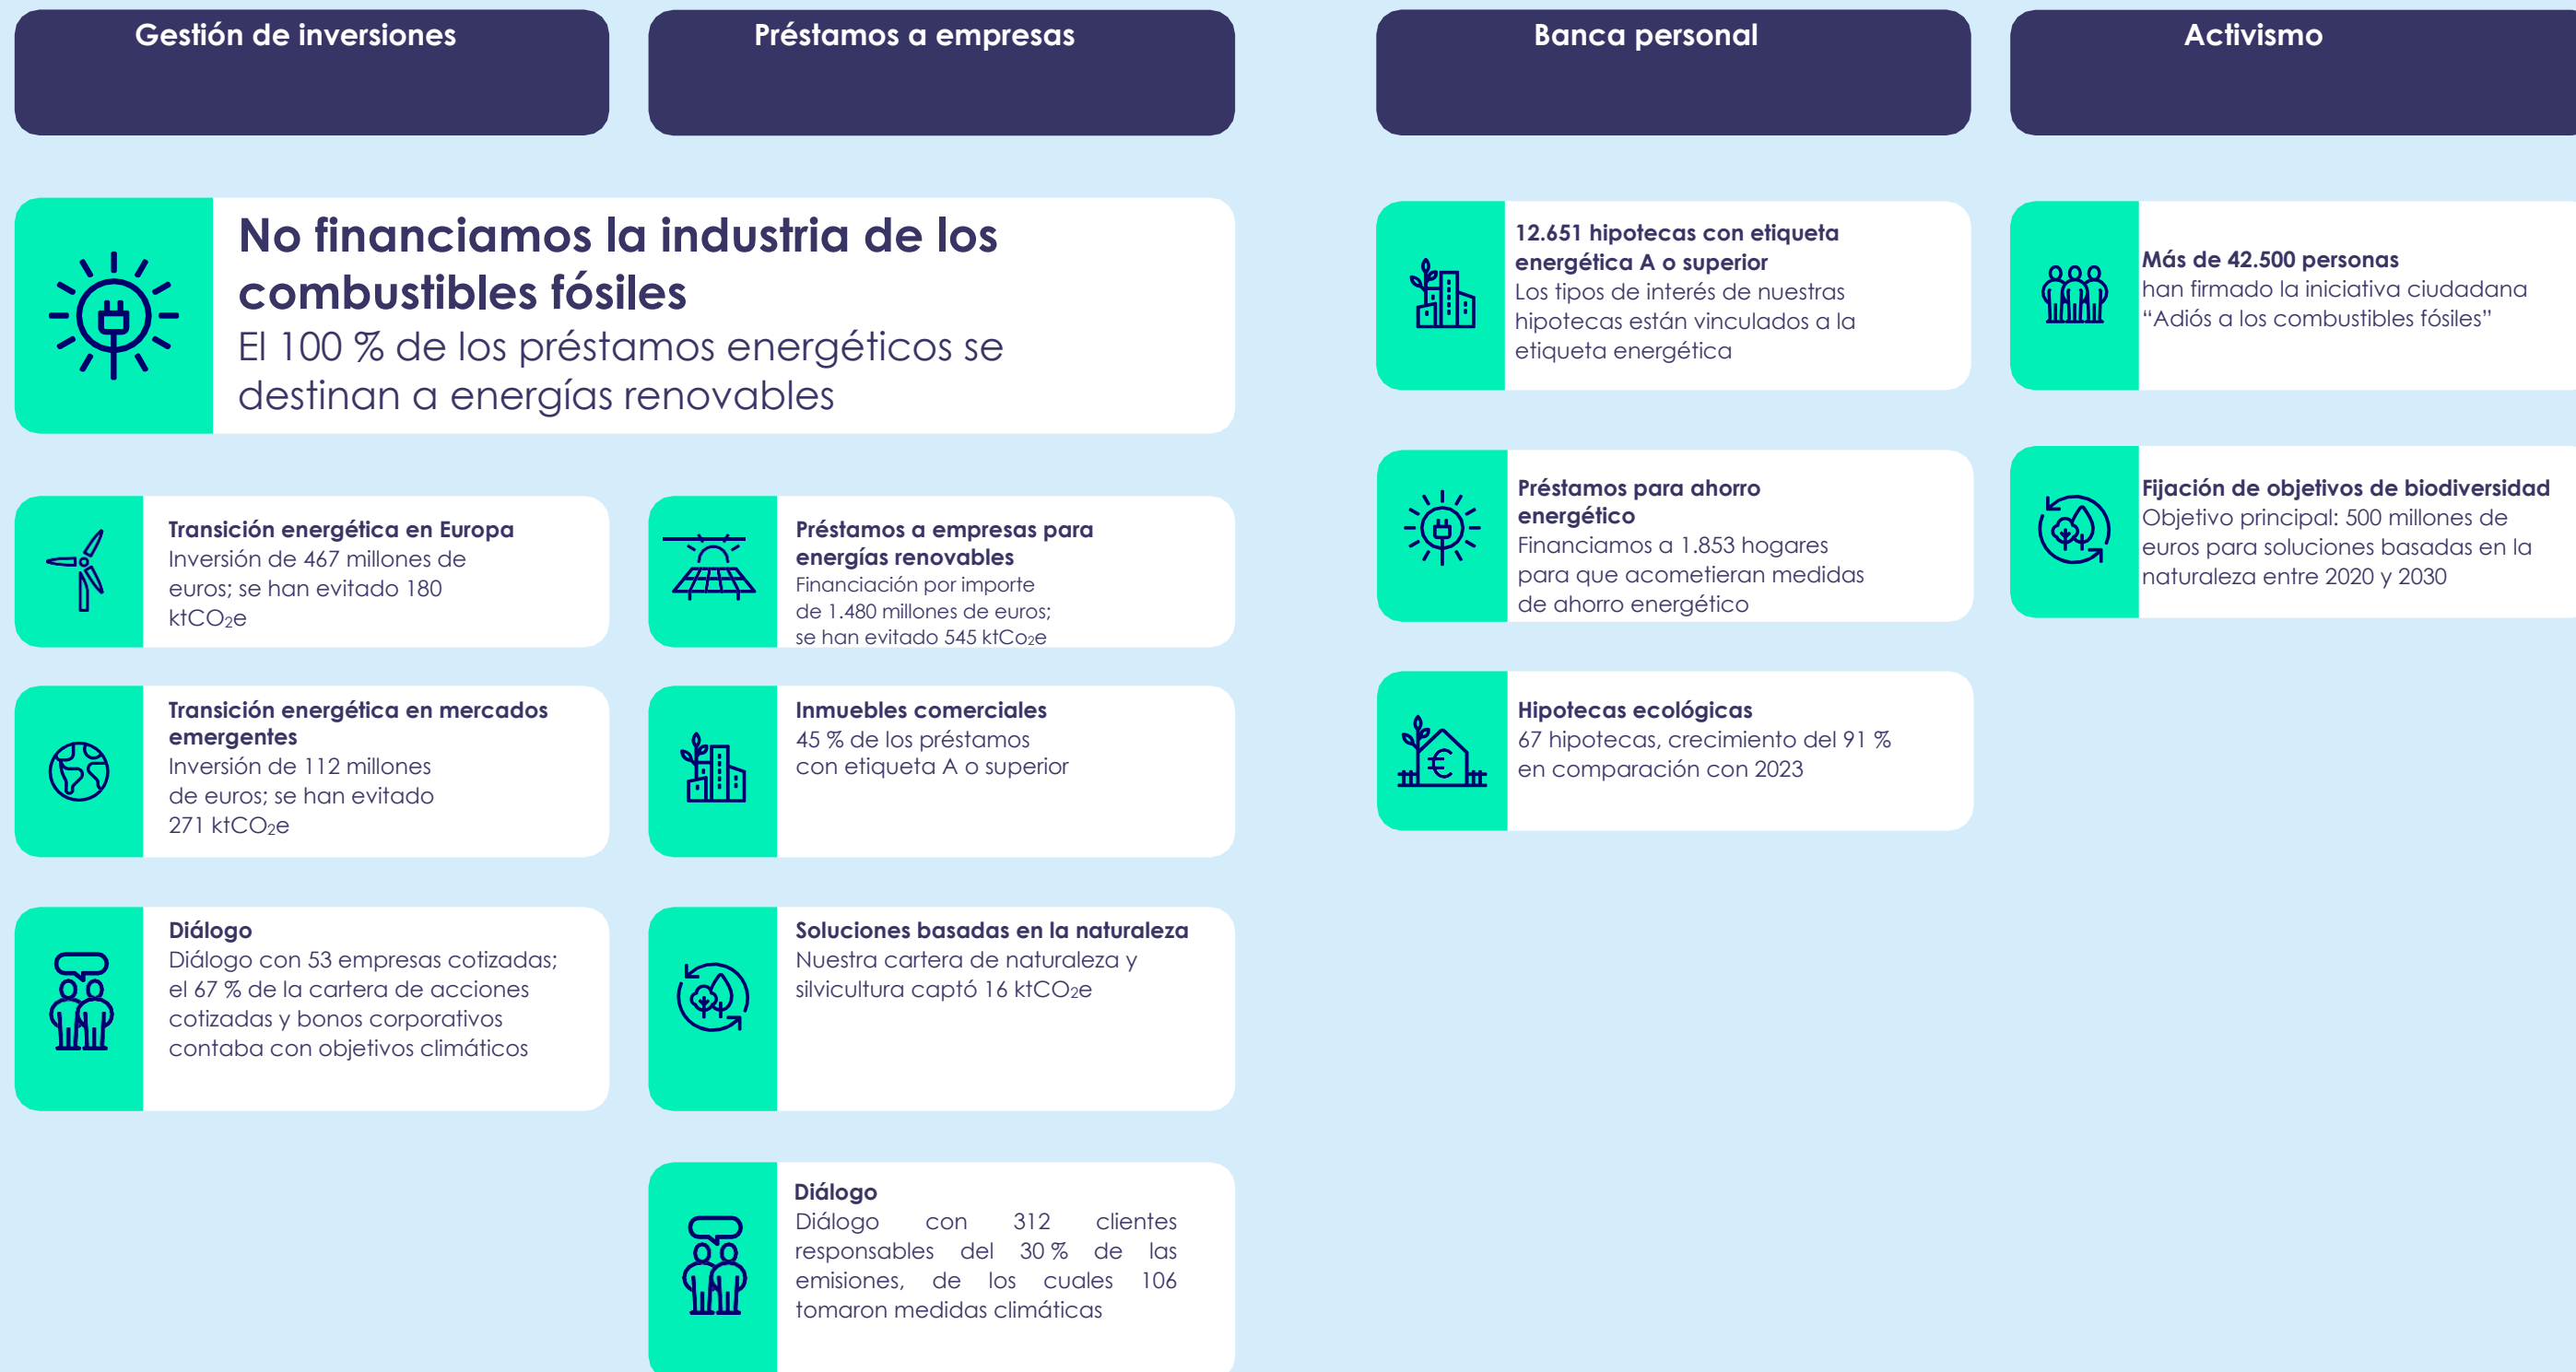 Gestión de inversiones
Préstamos a empresas
Banca personal
Activismo
No financiamos la industria de los
combustibles fósiles
El 100 % de los préstamos energéticos se
destinan a energías renovables
Transición energética en Europa
Inversión de 467 millones de
euros; se han evitado 180
ktCO₂e
Transición energética en mercados
emergentes
Inversión de 112 millones
de euros; se han evitado
271 ktCO₂e
Diálogo
Diálogo con 53 empresas cotizadas;
el 67 % de la cartera de acciones
cotizadas y bonos corporativos
contaba con objetivos climáticos
Préstamos a empresas para
energías renovables
Financiación por importe
de 1.480 millones de euros;
se han evitado 545 ktCo₂e
Inmuebles comerciales
45 % de los préstamos
con etiqueta A o superior
Soluciones basadas en la naturaleza
Nuestra cartera de naturaleza y
silvicultura captó 16 ktCO₂e
Diálogo
Diálogo con 312 clientes
responsables del 30 % de las
emisiones, de los cuales 106
tomaron medidas climáticas
12.651 hipotecas con etiqueta
energética A o superior
Los tipos de interés de nuestras
hipotecas están vinculados a la
etiqueta energética
Préstamos para ahorro
energético
Financiamos a 1.853 hogares
para que acometieran medidas
de ahorro energético
Hipotecas ecológicas
67 hipotecas, crecimiento del 91 %
en comparación con 2023
Más de 42.500 personas
han firmado la iniciativa ciudadana
“Adiós a los combustibles fósiles”
Fijación de objetivos de biodiversidad
Objetivo principal: 500 millones de
euros para soluciones basadas en la
naturaleza entre 2020 y 2030